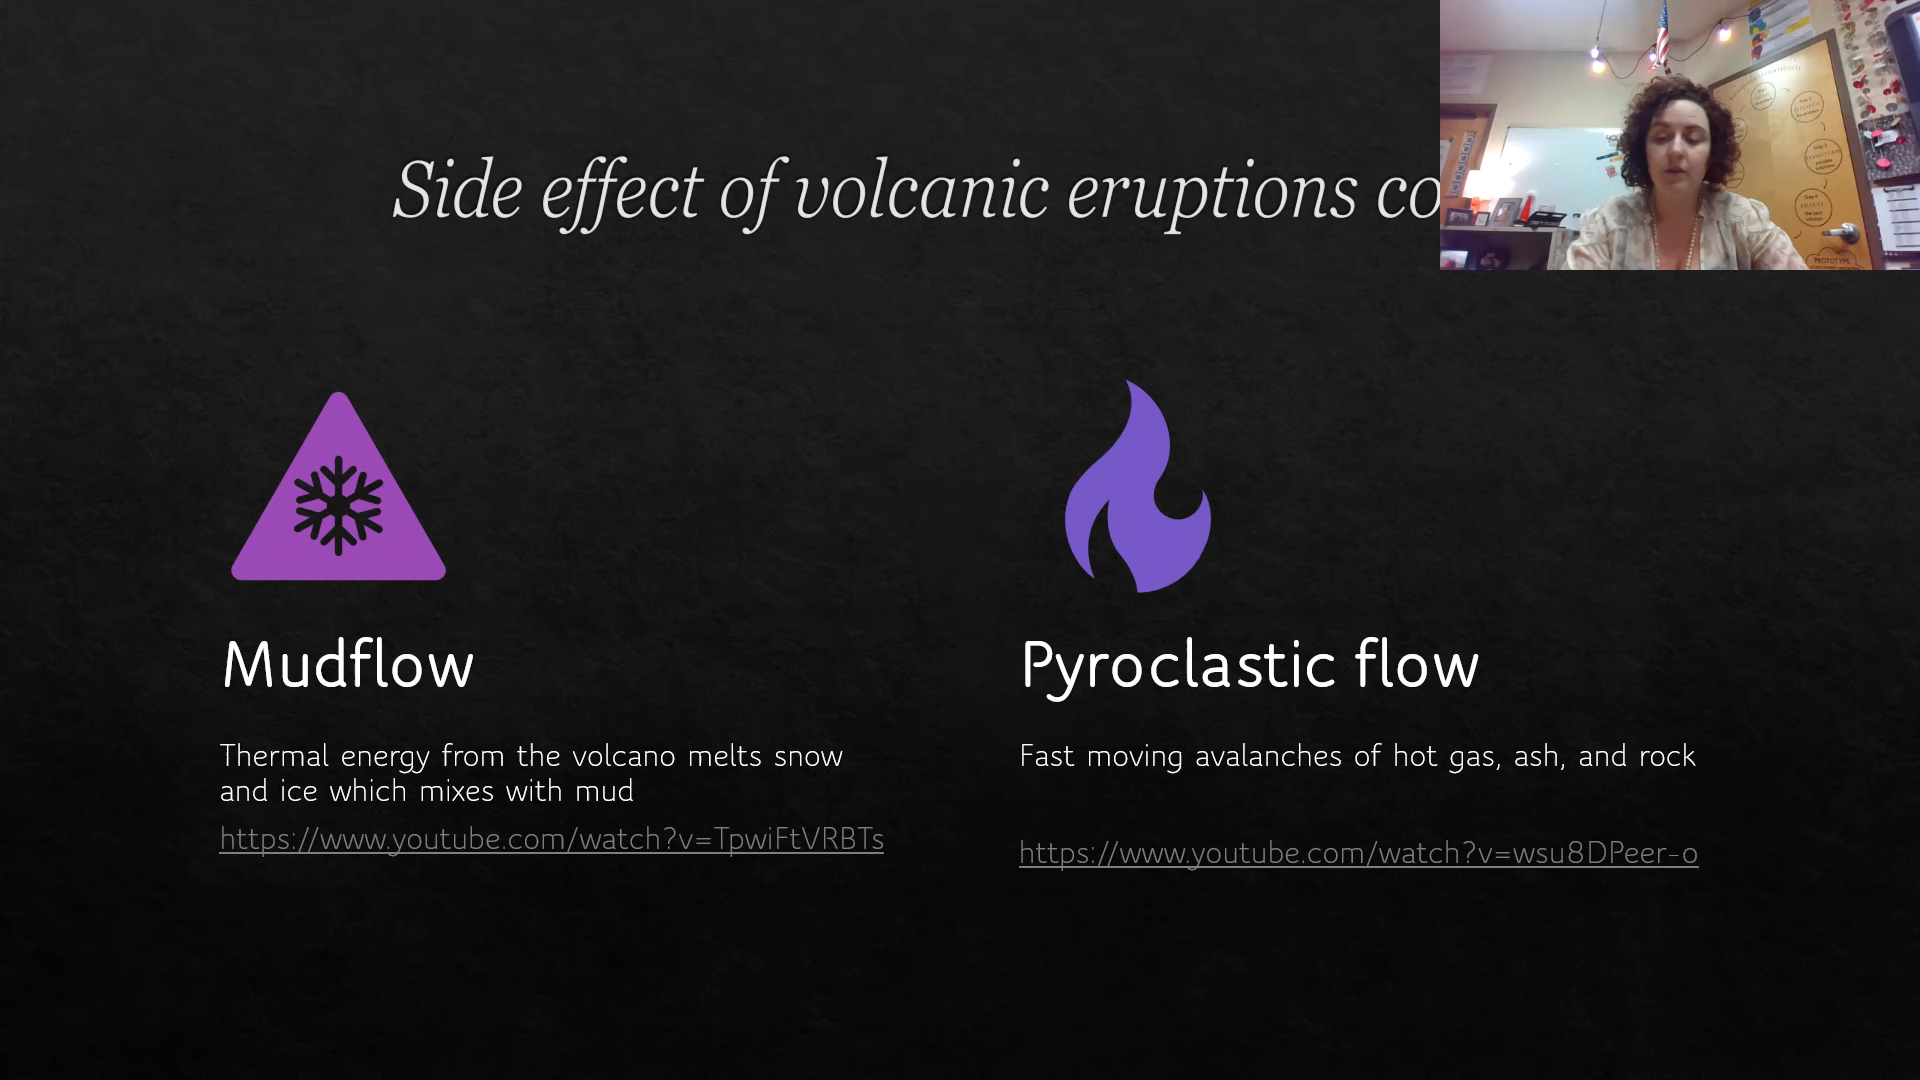 Side effect of volcanic eruptions co
Mudflow
Thermal energy from the volcano melts snow
and ice which mixes with mud
https://www.youtube.com/watch?v=TpwiFtVRBTs
Pyroclastic flow
Fast moving avalanches of hot gas, ash, and rock
https://www.youtube.com/watch?v=wsu8DPeer-o
PROTOTYPE